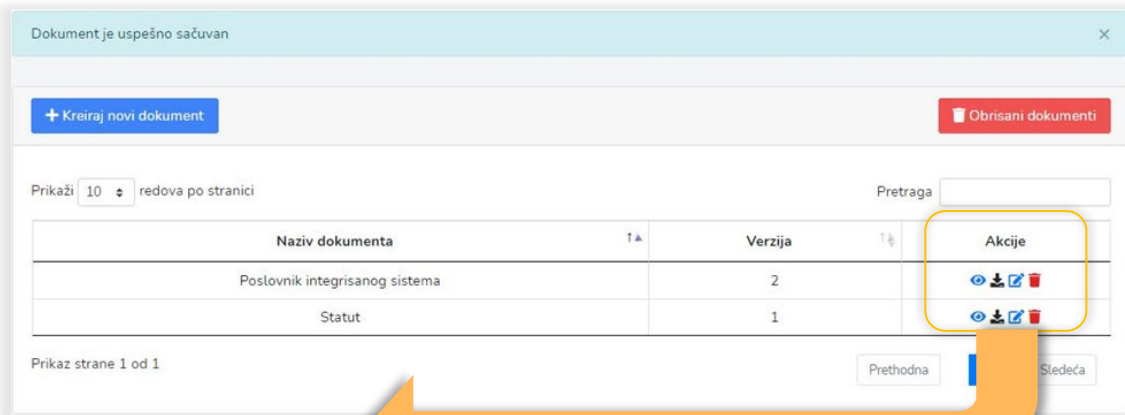 Dokument je uspešno sačuvan ×
+ Kreiraj novi dokument Obrisani dokumenti
Prikaži 10 redova po stranici Pretraga
Naziv dokumenta Verzija Akcije
Poslovnik integrisanog sistema 2
Statut 1
Prikaz strane 1 od 1 Prethodna Sledeća